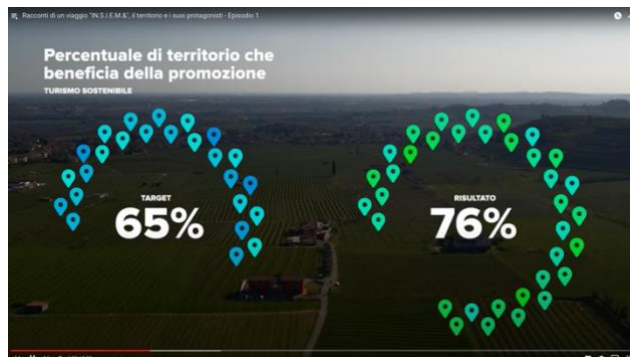 Racconti di un viaggio "IN.S.I.E.M.&", il territorio e i suoi protagonisti - Episodio 1
Percentuale di territorio che
beneficia della promozione
TURISMO SOSTENIBILE
TARGET
65%
RISULTATO
76%